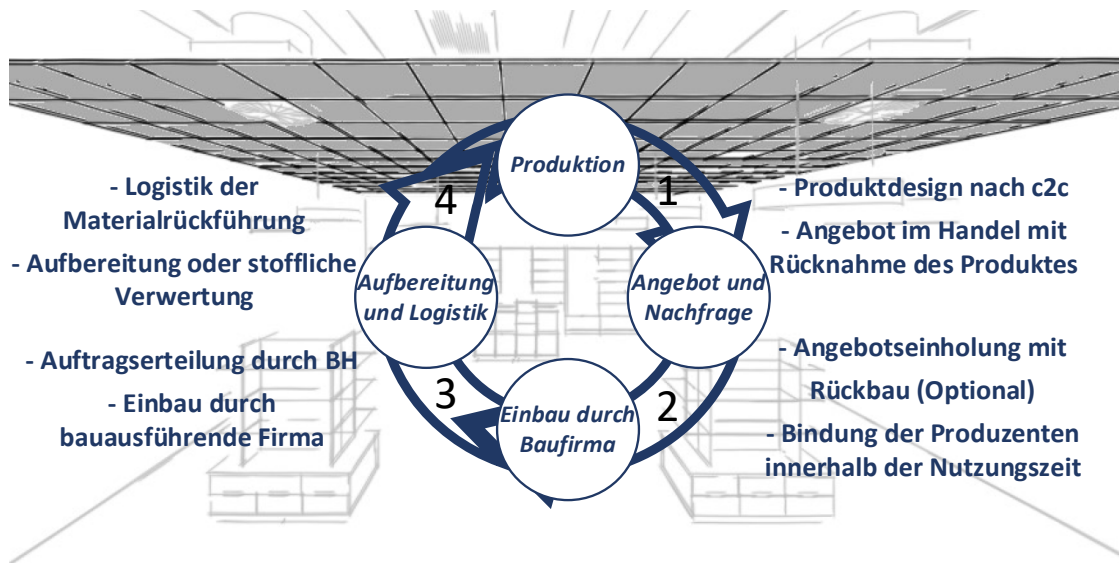 Produktion
1
- Produktdesign nach c2c
- Angebot im Handel mit
Rücknahme des Produktes
Angebot und
Nachfrage
2
- Angebotseinholung mit
Rückbau (Optional)
- Bindung der Produzenten
innerhalb der Nutzungszeit
Einbau durch
Baufirma
3
- Auftragserteilung durch BH
- Einbau durch
bauausführende Firma
Aufbereitung
und Logistik
4
- Logistik der
Materialrückführung
- Aufbereitung oder stoffliche
Verwertung